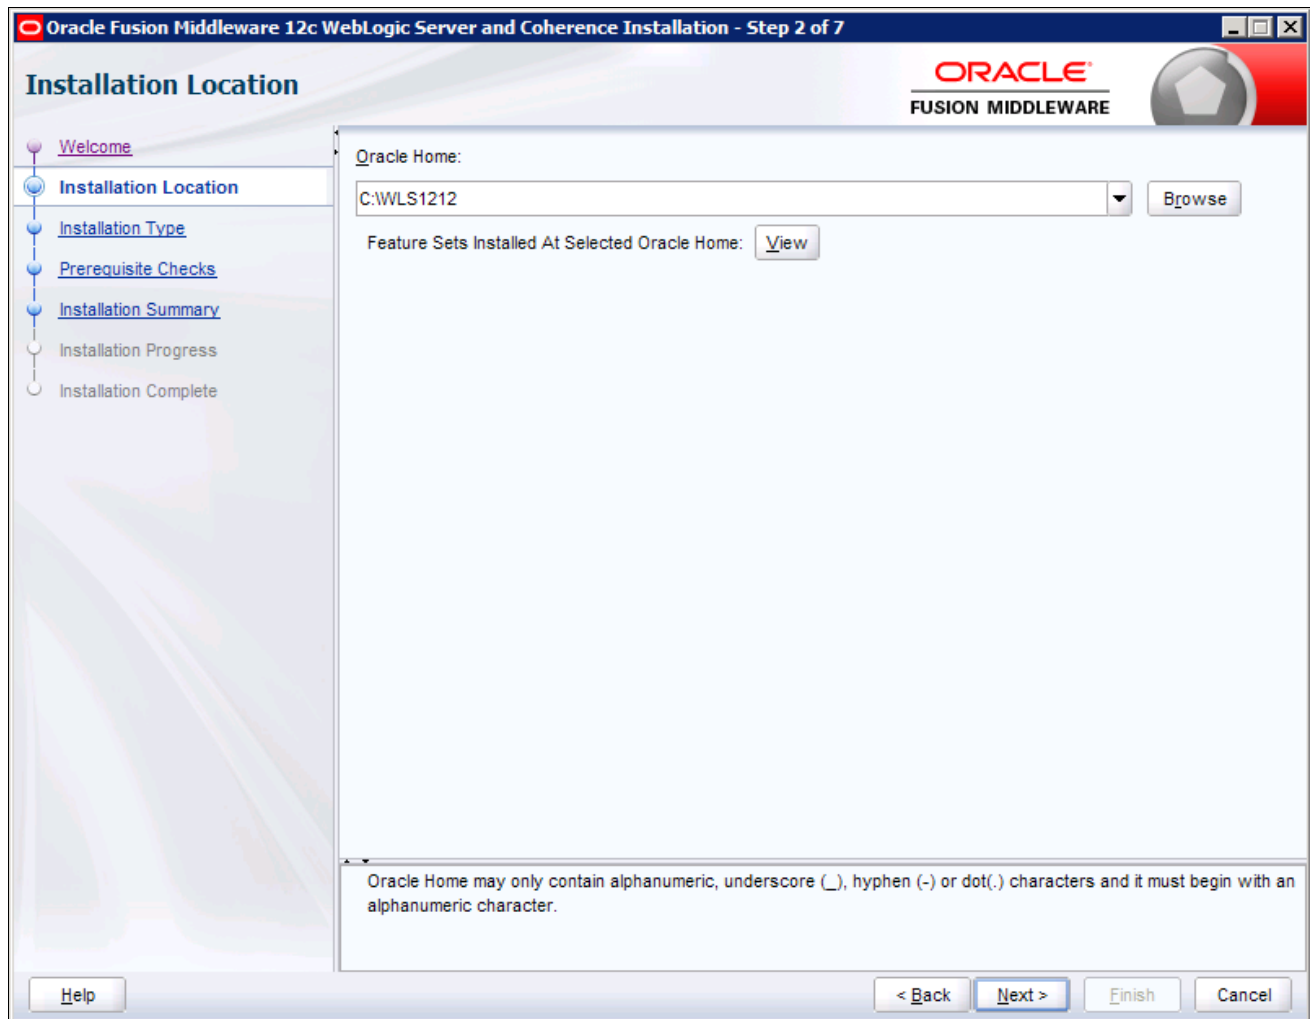 Oracle Fusion Middleware 12c WebLogic Server and Coherence Installation - Step 2 of 7
Installation Location
ORACLE®
FUSION MIDDLEWARE
Welcome
Installation Location
Installation Type
Prerequisite Checks
Installation Summary
Installation Progress
Installation Complete
Oracle Home:
C:\WLS1212
Browse
Feature Sets Installed At Selected Oracle Home: View
Oracle Home may only contain alphanumeric, underscore (_), hyphen (-) or dot(.) characters and it must begin with an
alphanumeric character.
Help
< Back
Next >
Finish
Cancel